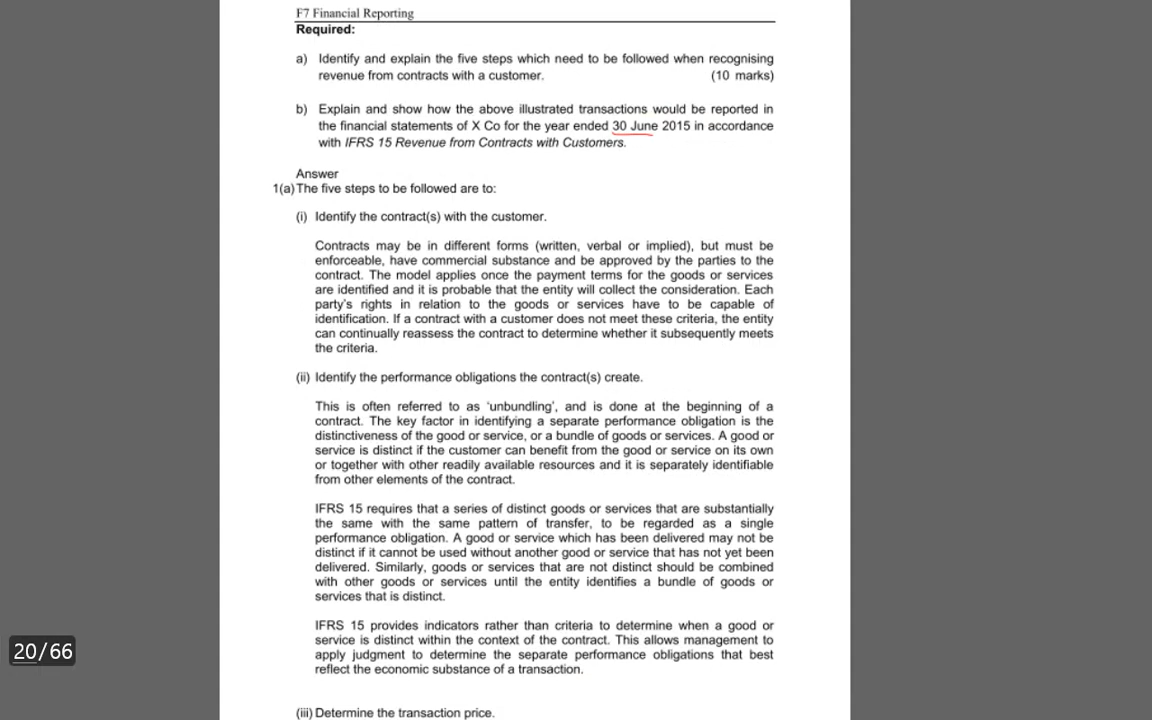 F7 Financial Reporting
Required:
a) Identify and explain the five steps which need to be followed when recognising
revenue from contracts with a customer. (10 marks)
b) Explain and show how the above illustrated transactions would be reported in
the financial statements of X Co for the year ended 30 June 2015 in accordance
with IFRS 15 Revenue from Contracts with Customers.
Answer
1(a)The five steps to be followed are to:
(i) Identify the contract(s) with the customer.
Contracts may be in different forms (written, verbal or implied), but must be
enforceable, have commercial substance and be approved by the parties to the
contract. The model applies once the payment terms for the goods or services
are identified and it is probable that the entity will collect the consideration. Each
party's rights in relation to the goods or services have to be capable of
identification. If a contract with a customer does not meet these criteria, the entity
can continually reassess the contract to determine whether it subsequently meets
the criteria.
(ii) Identify the performance obligations the contract(s) create.
This is often referred to as 'unbundling', and is done at the beginning of a
contract. The key factor in identifying a separate performance obligation is the
distinctiveness of the good or service, or a bundle of goods or services. A good or
service is distinct if the customer can benefit from the good or service on its own
or together with other readily available resources and it is separately identifiable
from other elements of the contract.
IFRS 15 requires that a series of distinct goods or services that are substantially
the same with the same pattern of transfer, to be regarded as a single
performance obligation. A good or service which has been delivered may not be
distinct if it cannot be used without another good or service that has not yet been
delivered. Similarly, goods or services that are not distinct should be combined
with other goods or services until the entity identifies a bundle of goods or
services that is distinct.
IFRS 15 provides indicators rather than criteria to determine when a good or
service is distinct within the context of the contract. This allows management to
apply judgment to determine the separate performance obligations that best
reflect the economic substance of a transaction.
20/66
(iii) Determine the transaction price.